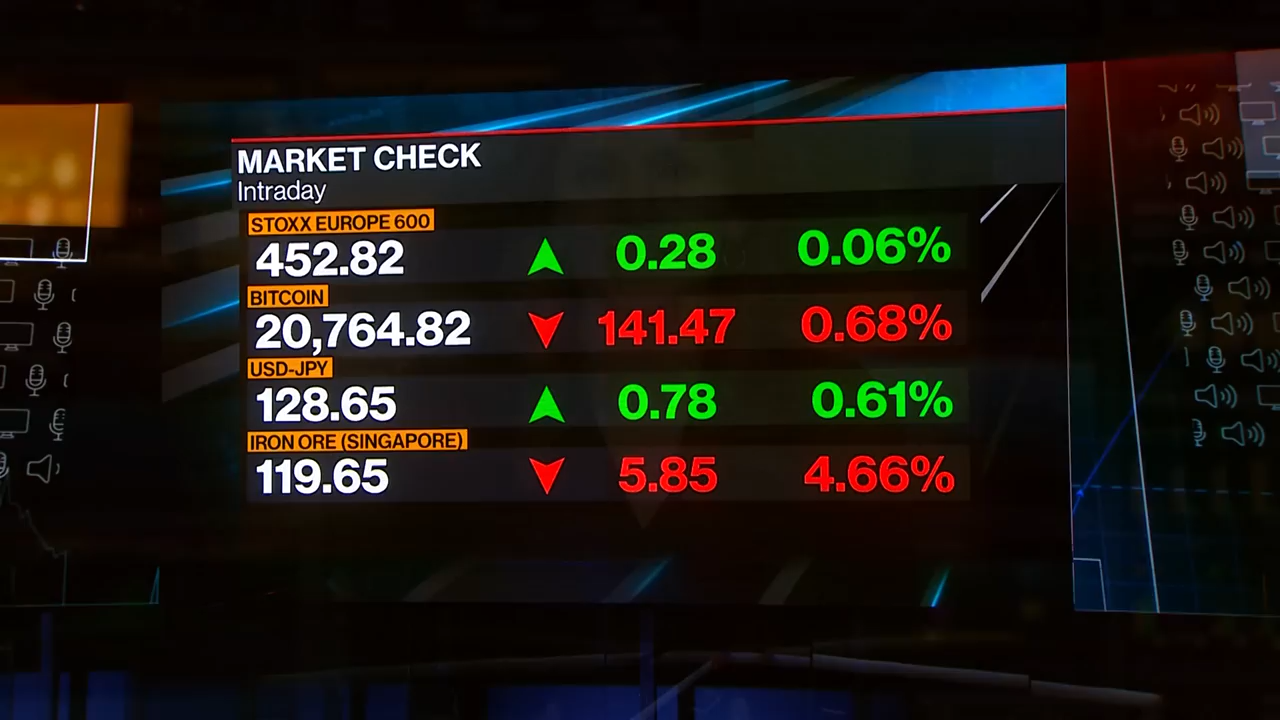 MARKET CHECK
Intraday
STOXX EUROPE 600
452.82 ▲ 0.28 0.06%
BITCOIN
20,764.82 ▼ 141.47 0.68%
USD-JPY
128.65 ▲ 0.78 0.61%
IRON ORE (SINGAPORE)
119.65 ▼ 5.85 4.66%